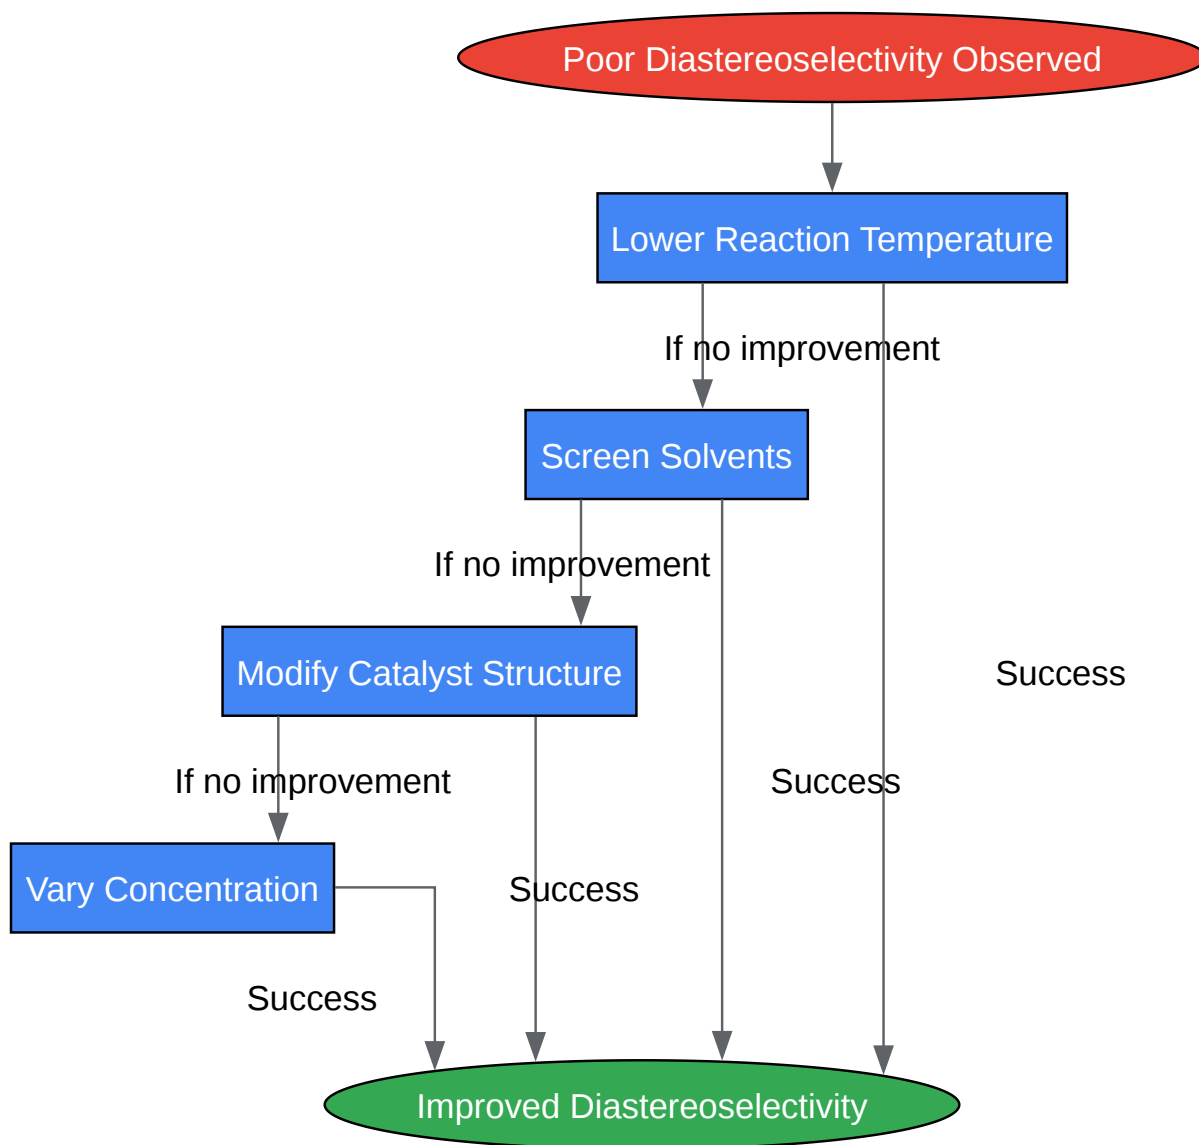 Poor Diastereoselectivity Observed
Lower Reaction Temperature
If no improvement
Screen Solvents
If no improvement
Modify Catalyst Structure
Success
If no improvement
Success
Vary Concentration
Success
Success
Improved Diastereoselectivity